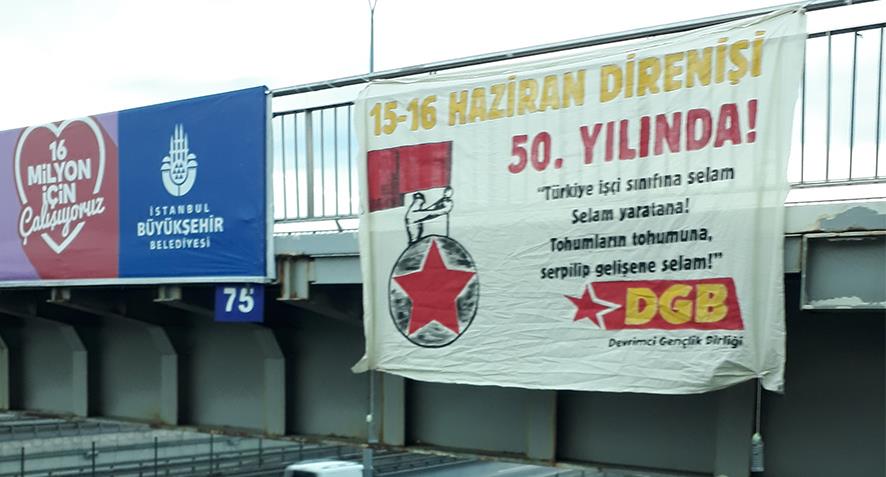 16
MİLYON
İÇİN
Çalışıyoruz
İSTANBUL
BÜYÜKŞEHİR
BELEDİYESİ
75
15-16 HAZİRAN DİRENİŞİ
50. YILINDA!
"Türkiye işçi sınıfına selam
Selam yaratana!
Tohumların tohumuna,
serpilip gelişene selam!"
DGB
Devrimci Gençlik Birliği